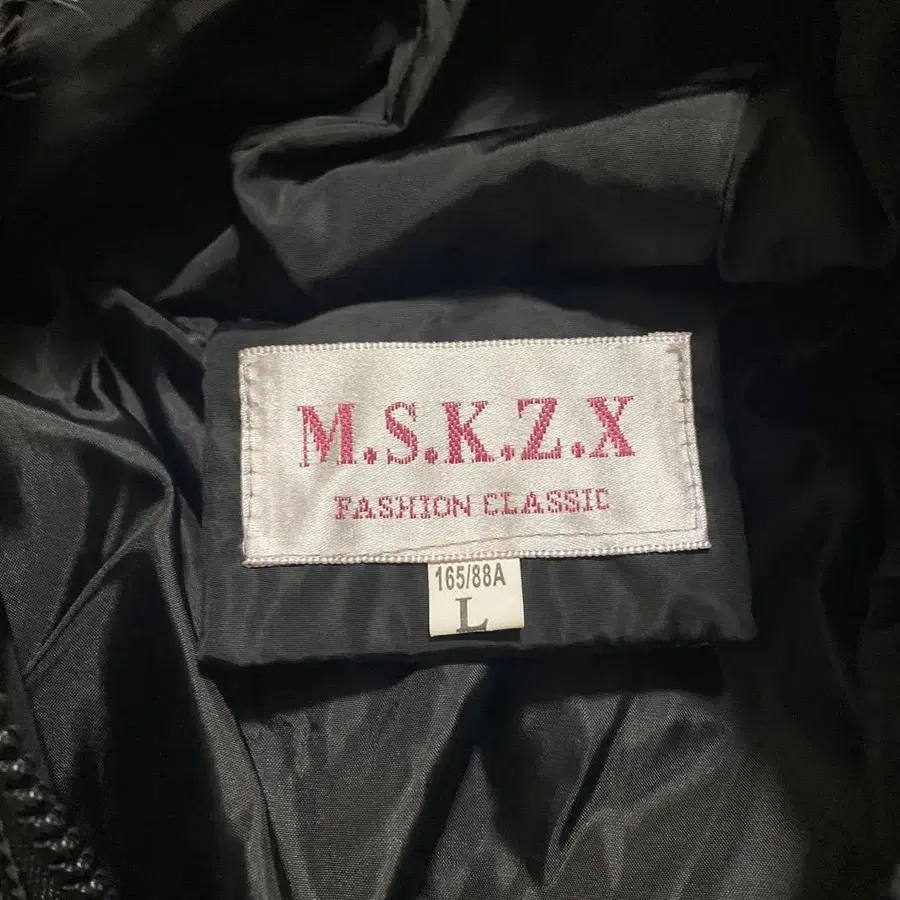 M.S.K.Z.X
FASHION CLASSIC
165/88A
L